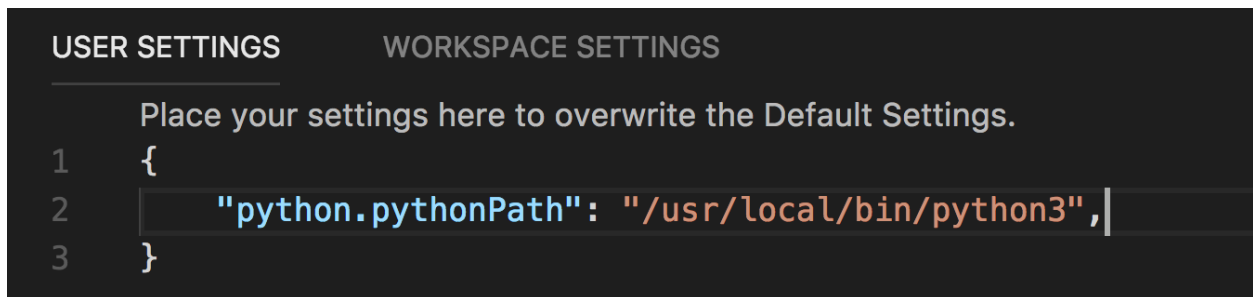 USER SETTINGS WORKSPACE SETTINGS
Place your settings here to overwrite the Default Settings.
1 {
2 "python.pythonPath": "/usr/local/bin/python3",
3 }